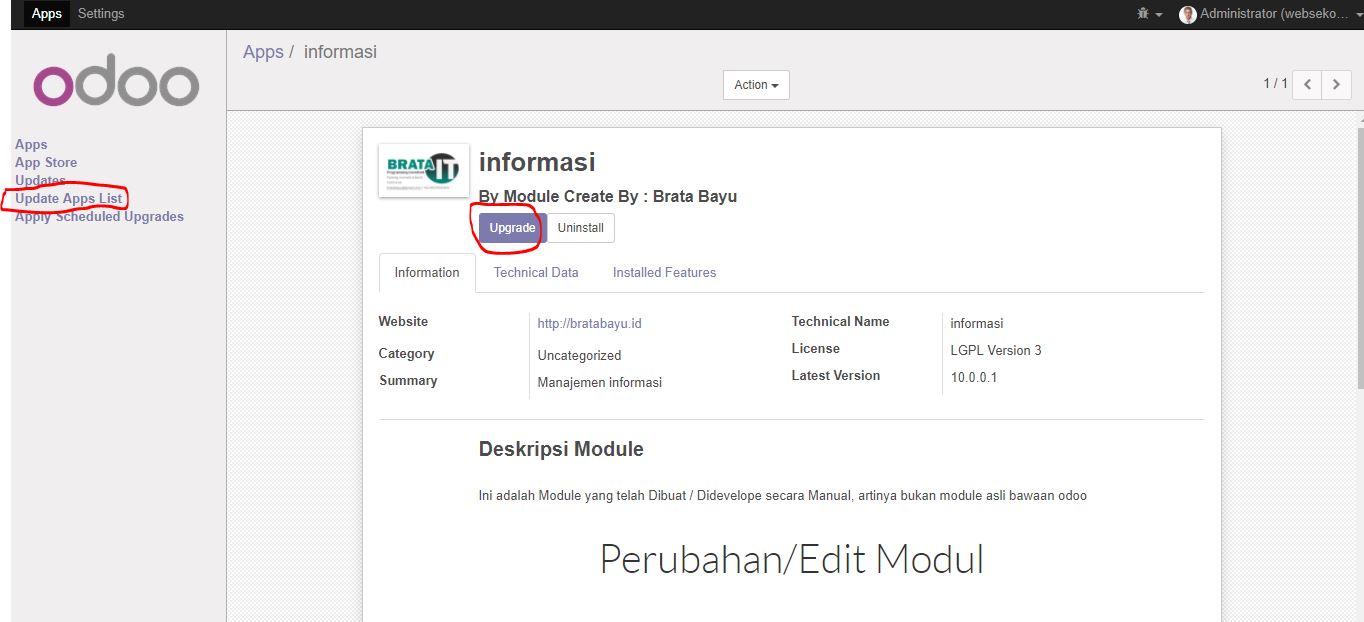 Apps Settings
Administrator (webseko...
odoo
Apps / informasi
Action
1 / 1
Apps
App Store
Updates
Update Apps List
Apply Scheduled Upgrades
BRATA IT
informasi
By Module Create By : Brata Bayu
Upgrade Uninstall
Information Technical Data Installed Features
Website http://bratabayu.id
Category Uncategorized
Summary Manajemen informasi
Technical Name informasi
License LGPL Version 3
Latest Version 10.0.0.1
Deskripsi Module
Ini adalah Module yang telah Dibuat / Didevelope secara Manual, artinya bukan module asli bawaan odoo
Perubahan/Edit Modul